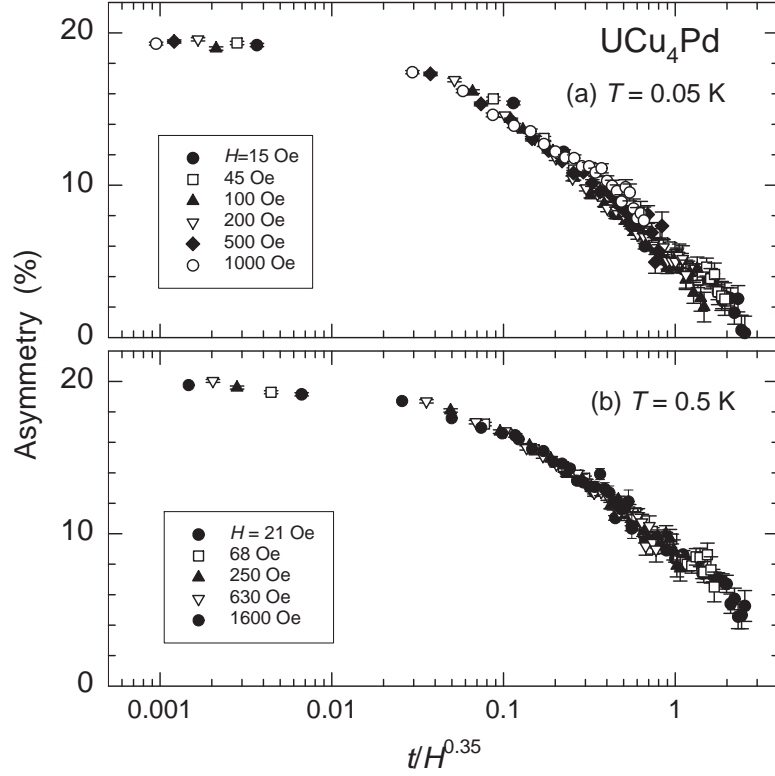 UCu₄Pd
(a) T = 0.05 K
20
10
0
H=15 Oe
45 Oe
100 Oe
200 Oe
500 Oe
1000 Oe
Asymmetry (%)
(b) T = 0.5 K
20
10
0
H = 21 Oe
68 Oe
250 Oe
630 Oe
1600 Oe
0.001
0.01
0.1
1
t/H^0.35